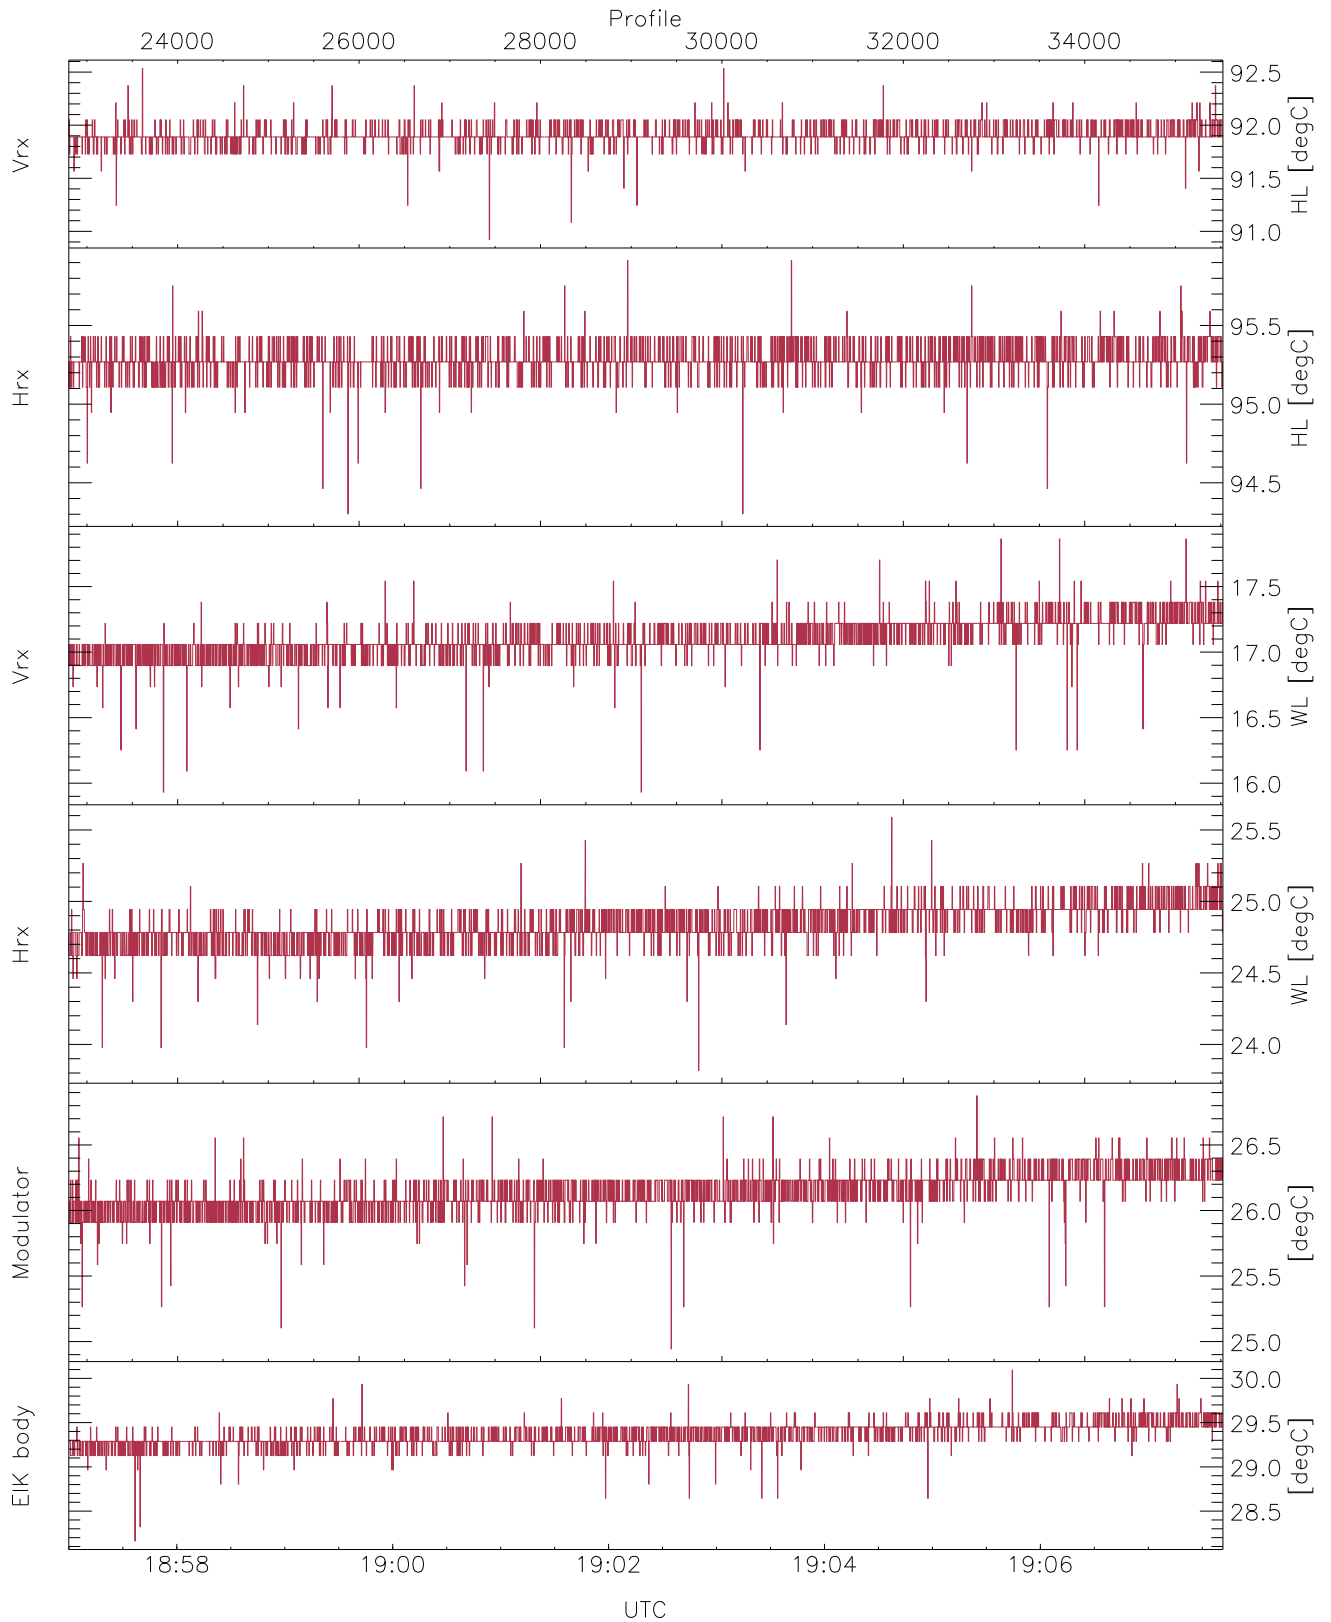 Profile
24000 26000 28000 30000 32000 34000
Vrx
92.5
92.0
91.5
91.0
HL [degC]
Hrx
95.5
95.0
94.5
HL [degC]
Vrx
17.5
17.0
16.5
16.0
WL [degC]
Hrx
25.5
25.0
24.5
24.0
WL [degC]
Modulator
26.5
26.0
25.5
25.0
[degC]
EIK body
30.0
29.5
29.0
28.5
[degC]
18:58 19:00 19:02 19:04 19:06
UTC